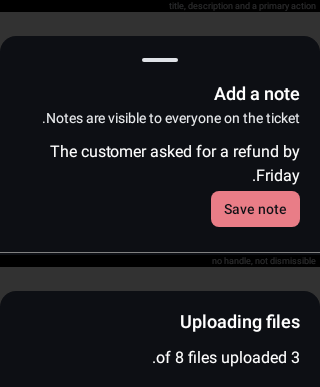 title, description and a primary action
Add a note
.Notes are visible to everyone on the ticket
The customer asked for a refund by
.Friday
Save note
no handle, not dismissible
Uploading files
.of 8 files uploaded 3